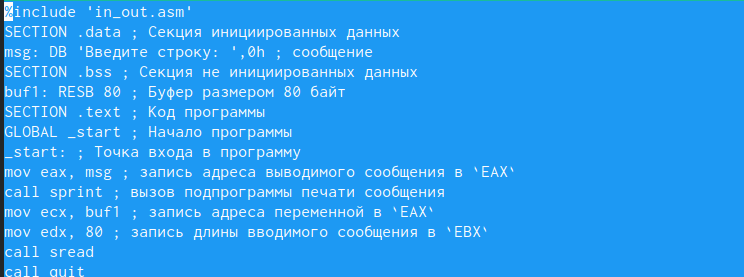 %include 'in_out.asm'
SECTION .data ; Секция инициированных данных
msg: DB 'Введите строку: ',0h ; сообщение
SECTION .bss ; Секция не инициированных данных
buf1: RESB 80 ; Буфер размером 80 байт
SECTION .text ; Код программы
GLOBAL _start ; Начало программы
_start: ; Точка входа в программу
mov eax, msg ; запись адреса выводимого сообщения в `EAX`
call sprint ; вызов подпрограммы печати сообщения
mov ecx, buf1 ; запись адреса переменной в `EAX`
mov edx, 80 ; запись длины вводимого сообщения в `EBX`
call sread
call quit